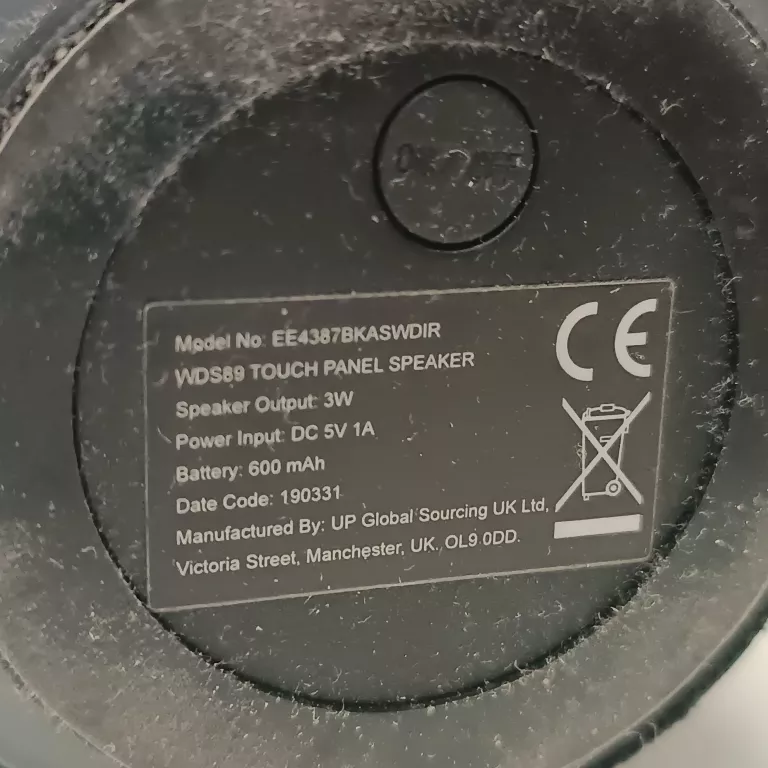 Model No: EE4387BKASWDIR
WDS89 TOUCH PANEL SPEAKER
Speaker Output: 3W
Power Input: DC 5V 1A
Battery: 600 mAh
Date Code: 190331
Manufactured By: UP Global Sourcing UK Ltd,
Victoria Street, Manchester, UK. OL9 0DD.
CE